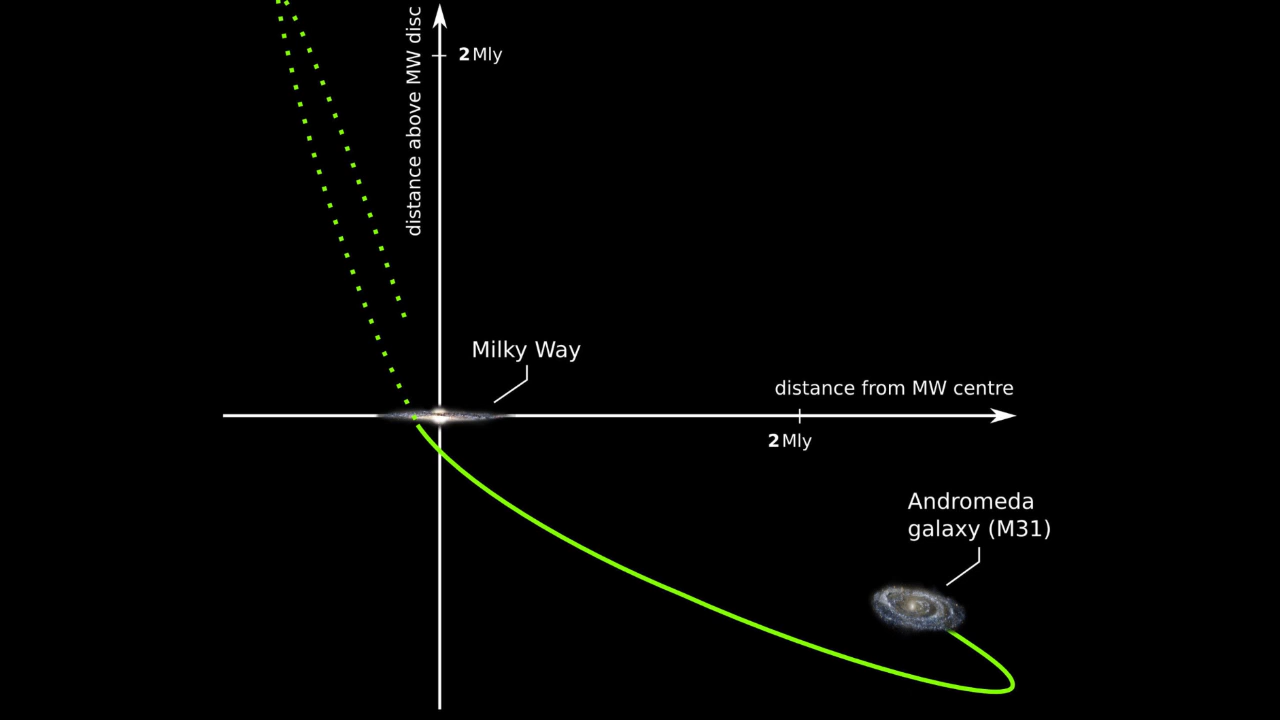 distance above MW disc
2 Mly
Milky Way
distance from MW centre
2 Mly
Andromeda
galaxy (M31)